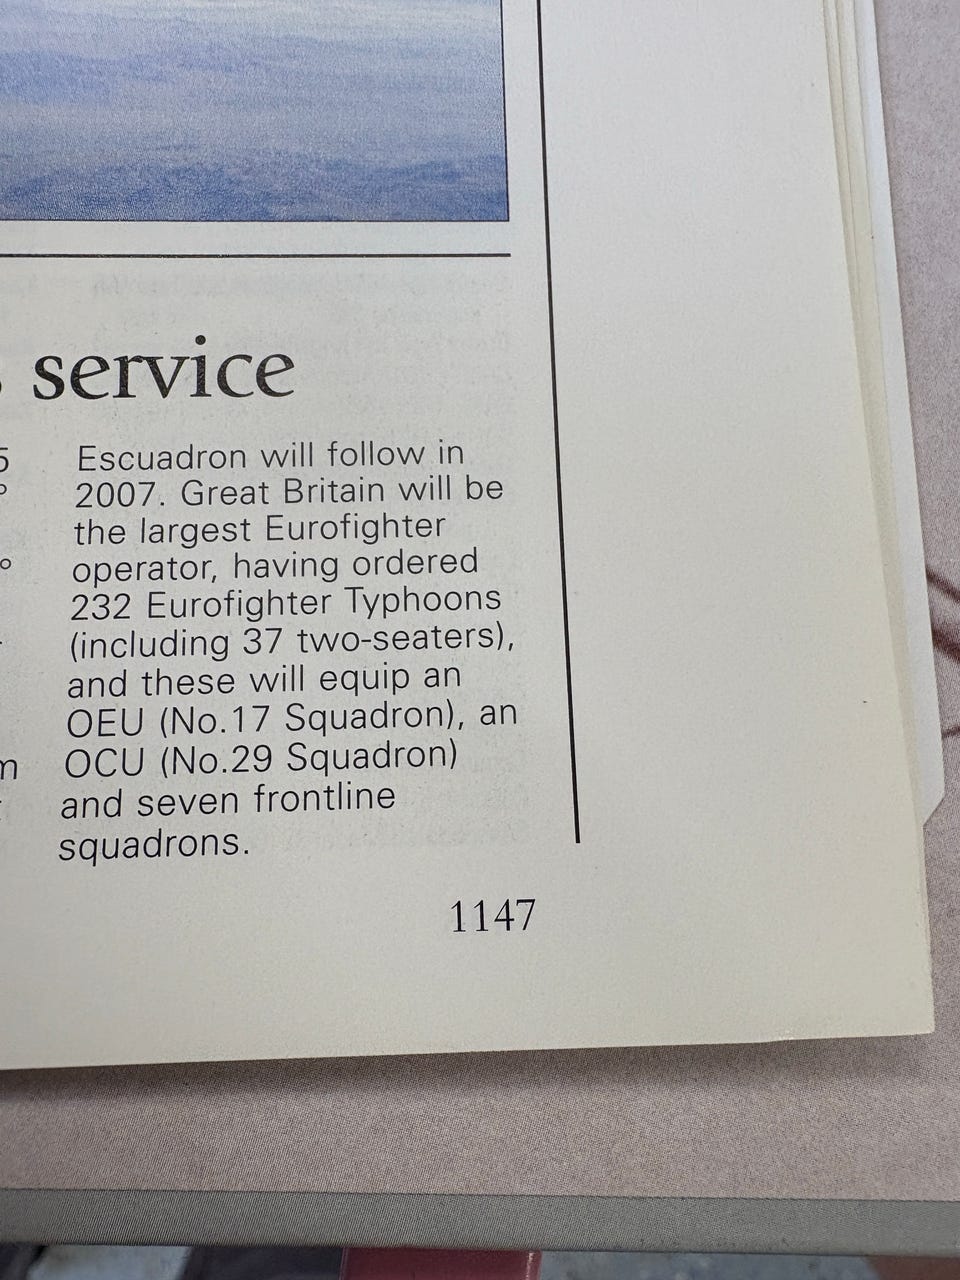 service
5
°
°
m
Escuadron will follow in
2007. Great Britain will be
the largest Eurofighter
operator, having ordered
232 Eurofighter Typhoons
(including 37 two-seaters),
and these will equip an
OEU (No.17 Squadron), an
OCU (No.29 Squadron)
and seven frontline
squadrons.
1147